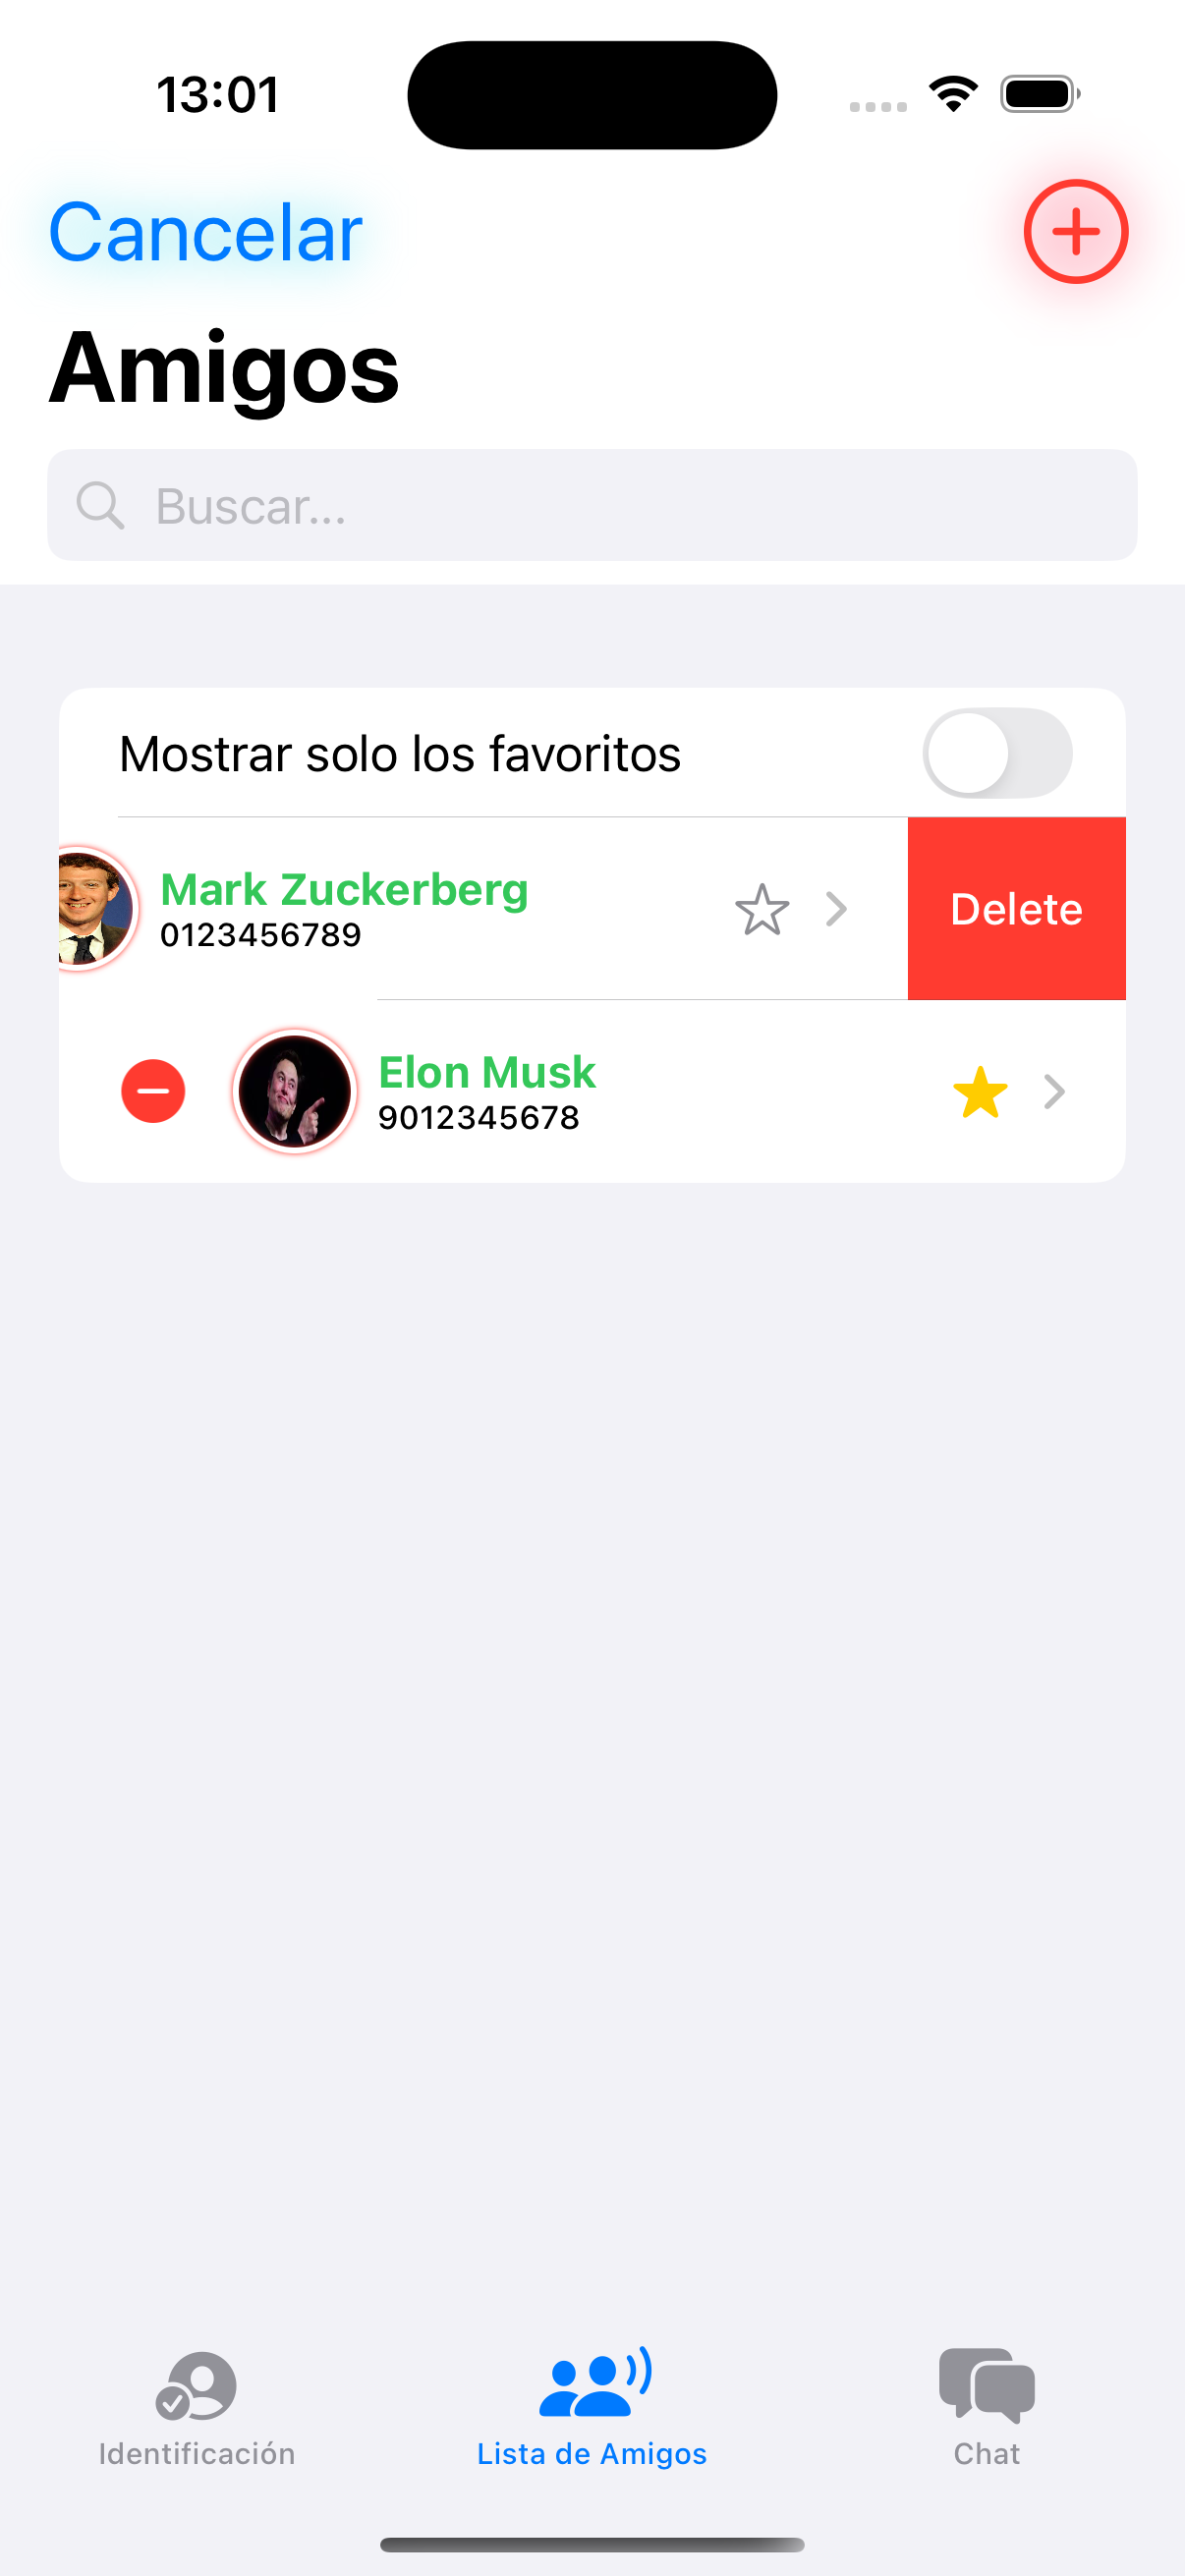 13:01
Cancelar
Amigos
Buscar...
Mostrar solo los favoritos
Mark Zuckerberg
0123456789
Delete
Elon Musk
9012345678
Identificación
Lista de Amigos
Chat